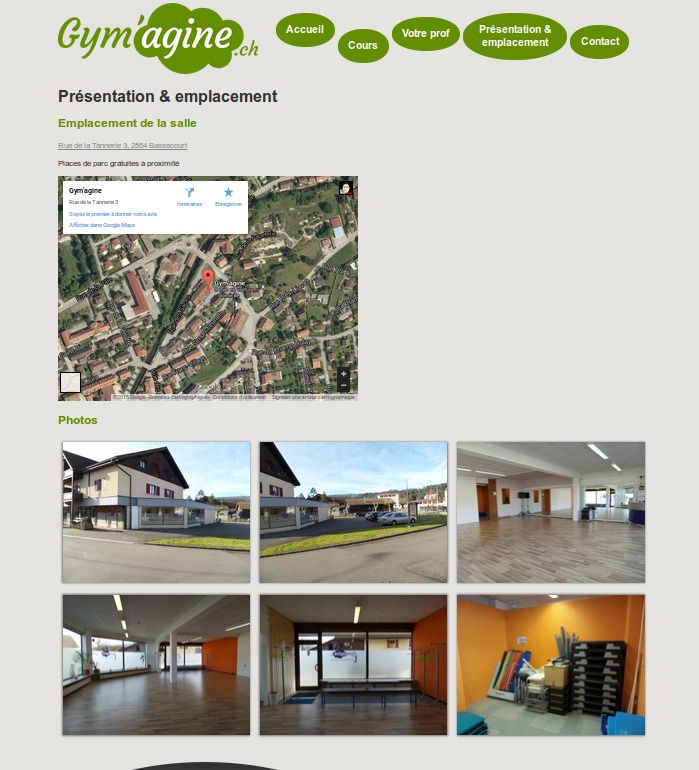 Gym'agine.ch
Accueil
Cours
Votre prof
Présentation & emplacement
Contact
Présentation & emplacement
Emplacement de la salle
Rue de la Tannerie 3, 2854 Bassecourt
Places de parc gratuites à proximité
Gym'agine
Rue de la Tannerie 3
Soyez le premier à donner votre avis
Afficher dans Google Maps
Itinéraires
Enregistrer
Gym'agine
©2015 Google - Données cartographiques
Conditions d'utilisation
Signaler une erreur cartographique
Photos